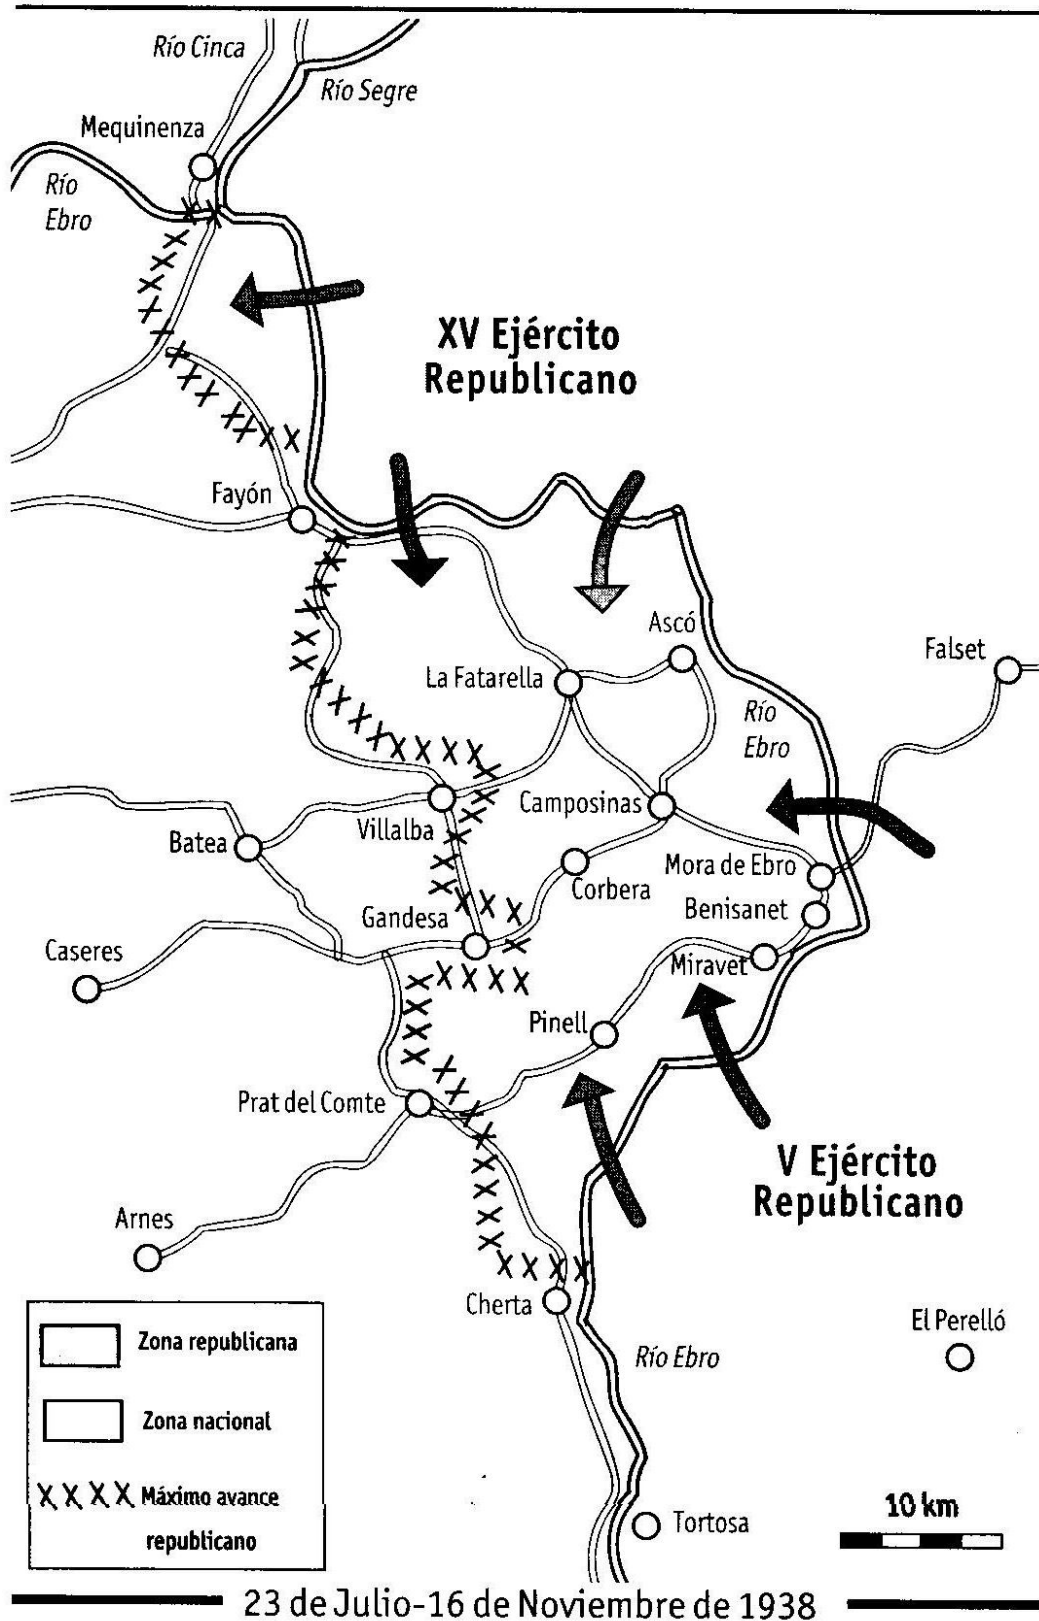 Río Cinca
Río Segre
Mequinenza
Río
Ebro
XV Ejército
Republicano
Fayón
Ascó
Falset
La Fatarella
Río
Ebro
Camposinas
Villalba
Batea
Mora de Ebro
Corbera
Benisanet
Gandesa
Caseres
Miravet
Pinell
Prat del Comte
V Ejército
Republicano
Arnes
Cherta
El Perelló
Río Ebro
Zona republicana
Zona nacional
X X X X Máximo avance
republicano
10 km
Tortosa
23 de Julio-16 de Noviembre de 1938